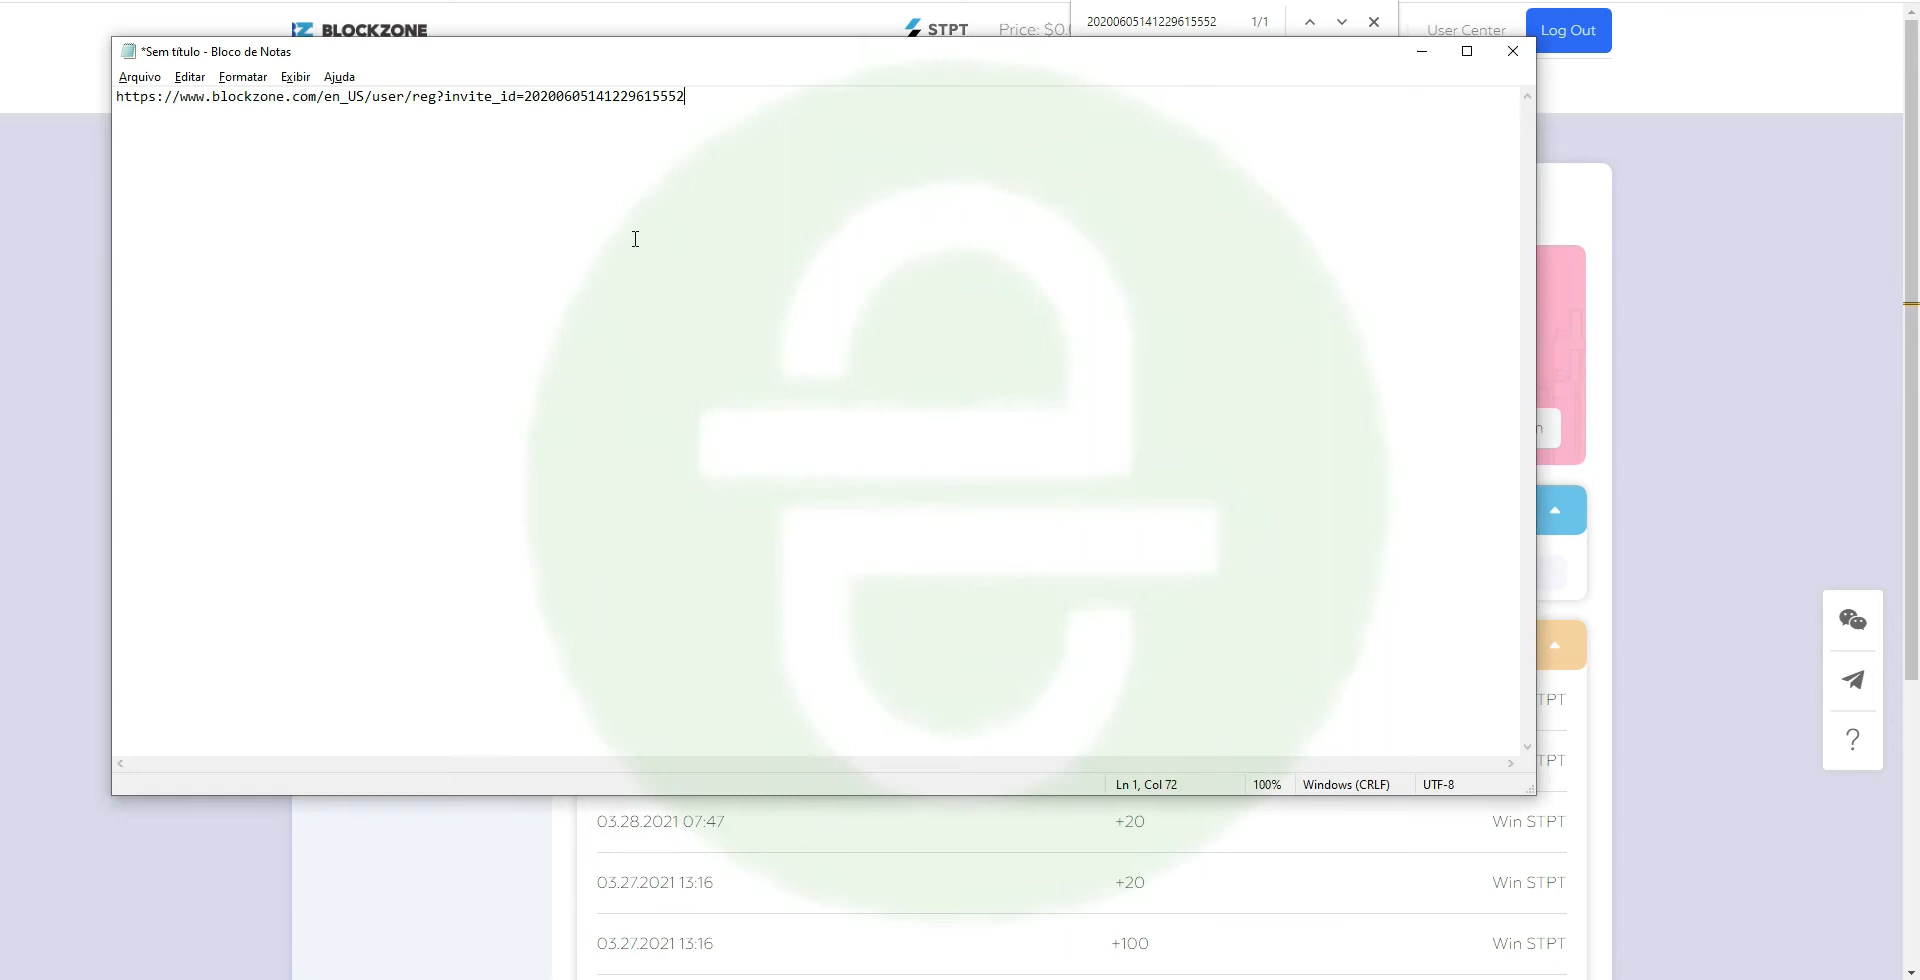 BLOCKZONE
STPT
Price: $0.
20200605141229615552 1/1
User Center
Log Out
*Sem título - Bloco de Notas
Arquivo Editar Formatar Exibir Ajuda
https://www.blockzone.com/en_US/user/reg?invite_id=20200605141229615552
n
TPT
TPT
Ln 1, Col 72 100% Windows (CRLF) UTF-8
03.28.2021 07:47 +20 Win STPT
03.27.2021 13:16 +20 Win STPT
03.27.2021 13:16 +100 Win STPT
?